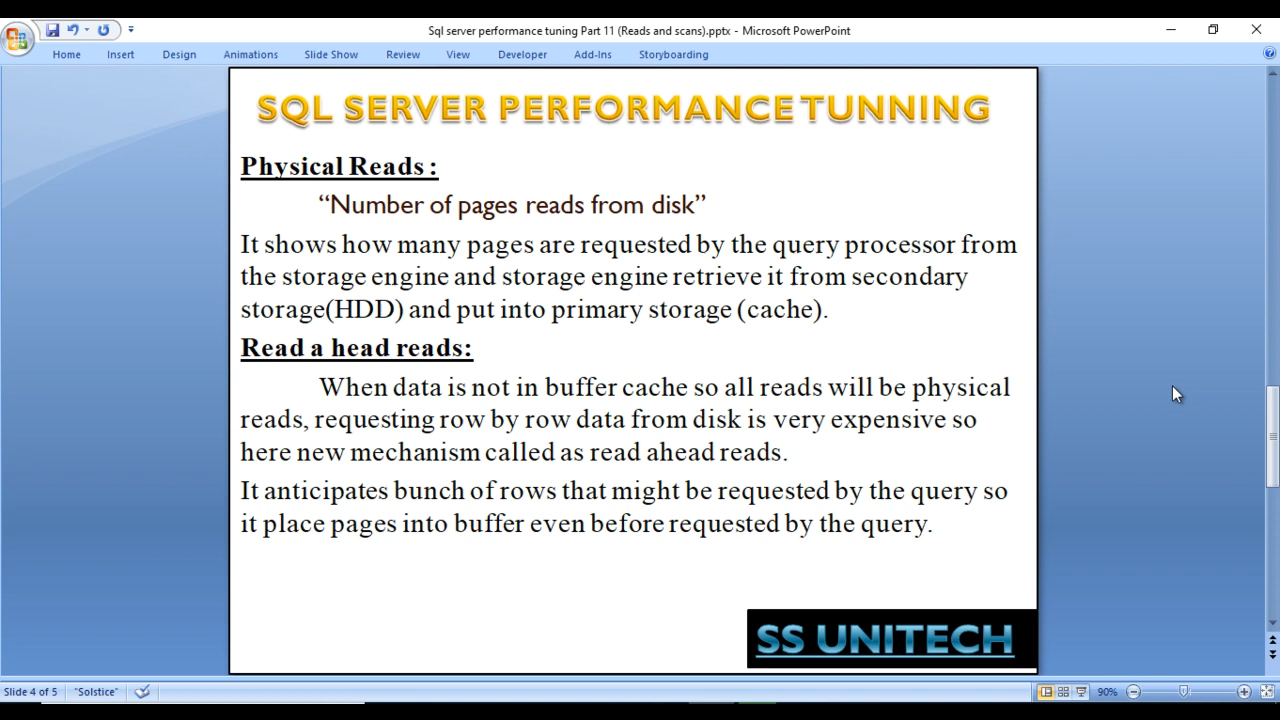 Sql server performance tuning Part 11 (Reads and scans).pptx - Microsoft PowerPoint
Home Insert Design Animations Slide Show Review View Developer Add-Ins Storyboarding
SQL SERVER PERFORMANCE TUNNING
Physical Reads :
“Number of pages reads from disk”
It shows how many pages are requested by the query processor from
the storage engine and storage engine retrieve it from secondary
storage(HDD) and put into primary storage (cache).
Read a head reads:
When data is not in buffer cache so all reads will be physical
reads, requesting row by row data from disk is very expensive so
here new mechanism called as read ahead reads.
It anticipates bunch of rows that might be requested by the query so
it place pages into buffer even before requested by the query.
SS UNITECH
Slide 4 of 5 "Solstice" 90%